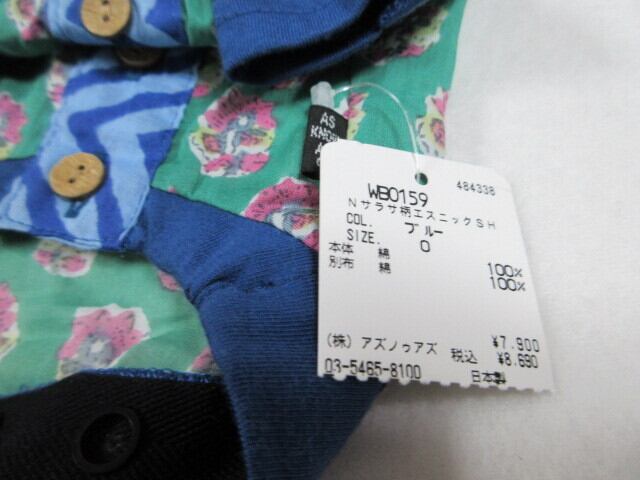 AS
KNOW
484338
WB0159
Nサラサ柄エスニックSH
COL. ブルー
SIZE. 0
本体 綿 100%
別布 綿 100%
¥7,900
(株) アズノゥアズ 税込 ¥8,690
03-5465-8100 日本製